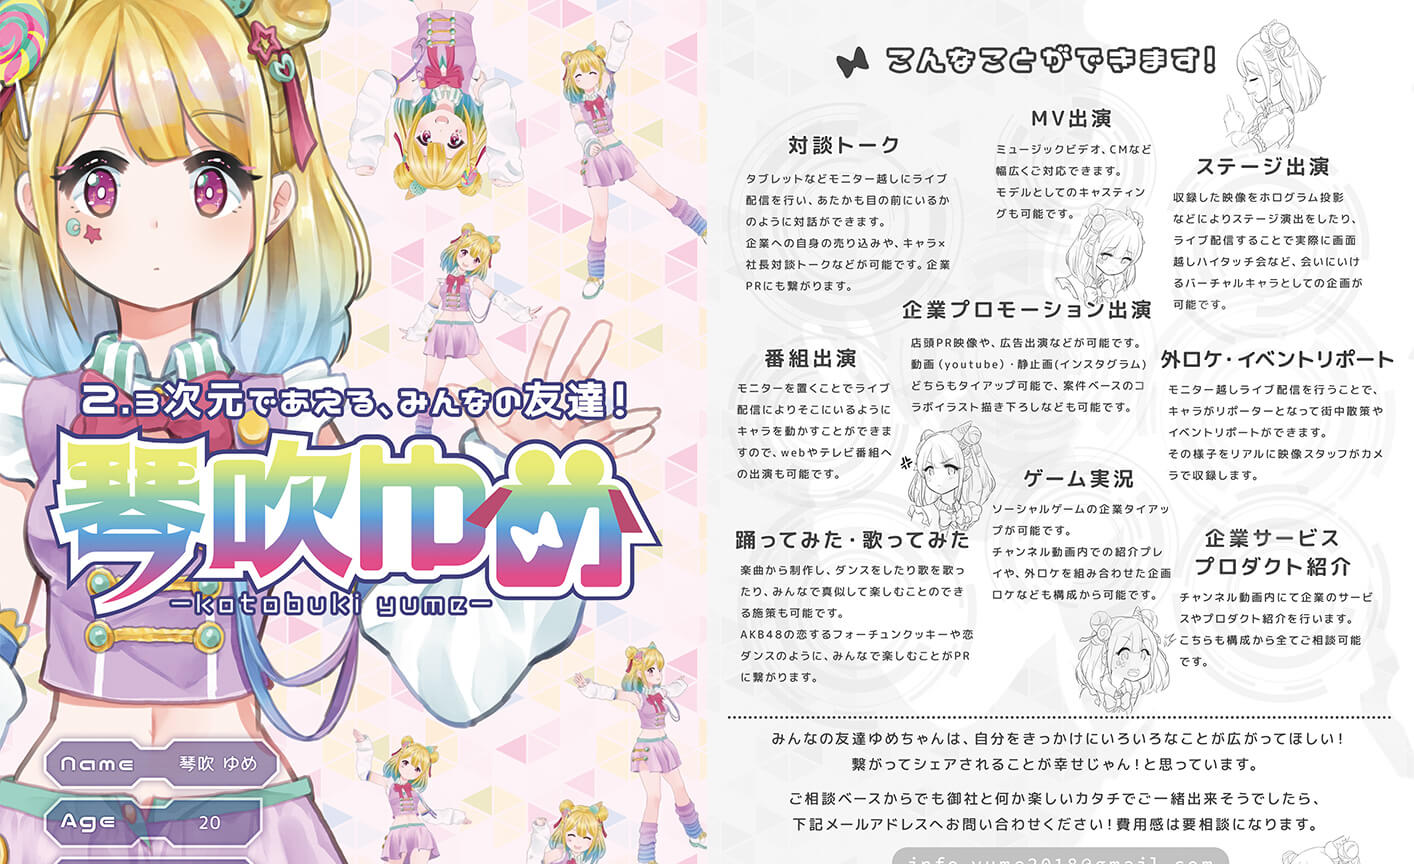 2.3次元であえる、みんなの友達！
琴吹ゆめ
-kotobuki yume-
Name 琴吹 ゆめ
Age 20
こんなことができます！
対談トーク
タブレットなどモニター越しにライブ
配信を行い、あたかも目の前にいるか
のように対話ができます。
企業への自身の売り込みや、キャラ×
社長対談トークなどが可能です。企業
PRにも繋がります。
MV出演
ミュージックビデオ、CMなど
幅広くご対応できます。
モデルとしてのキャスティン
グも可能です。
ステージ出演
収録した映像をホログラム投影
などによりステージ演出をしたり、
ライブ配信することで実際に画面
越しハイタッチ会など、会いにいけ
るバーチャルキャラとしての企画が
可能です。
企業プロモーション出演
店頭PR映像や、広告出演などが可能です。
動画（youtube）・静止画(インスタグラム)
どちらもタイアップ可能で、案件ベースのコ
ラボイラスト描き下ろしなども可能です。
番組出演
モニターを置くことでライブ
配信によりそこにいるように
キャラを動かすことができま
すので、webやテレビ番組へ
の出演も可能です。
外ロケ・イベントリポート
モニター越しライブ配信を行うことで、
キャラがリポーターとなって街中散策や
イベントリポートができます。
その様子をリアルに映像スタッフがカメ
ラで収録します。
ゲーム実況
ソーシャルゲームの企業タイアッ
プが可能です。
チャンネル動画内での紹介プレ
イや、外ロケを組み合わせた企画
ロケなども構成から可能です。
踊ってみた・歌ってみた
楽曲から制作し、ダンスをしたり歌を歌っ
たり、みんなで真似して楽しむことのでき
る施策も可能です。
AKB48の恋するフォーチュンクッキーや恋
ダンスのように、みんなで楽しむことがPR
に繋がります。
企業サービス
プロダクト紹介
チャンネル動画内にて企業のサービ
スやプロダクト紹介を行います。
こちらも構成から全てご相談可能
です。
みんなの友達ゆめちゃんは、自分をきっかけにいろいろなことが広がってほしい！
繋がってシェアされることが幸せじゃん！と思っています。
ご相談ベースからでも御社と何か楽しいカタチでご一緒出来そうでしたら、
下記メールアドレスへお問い合わせください！費用感は要相談になります。
info.yume2018@gmail.com